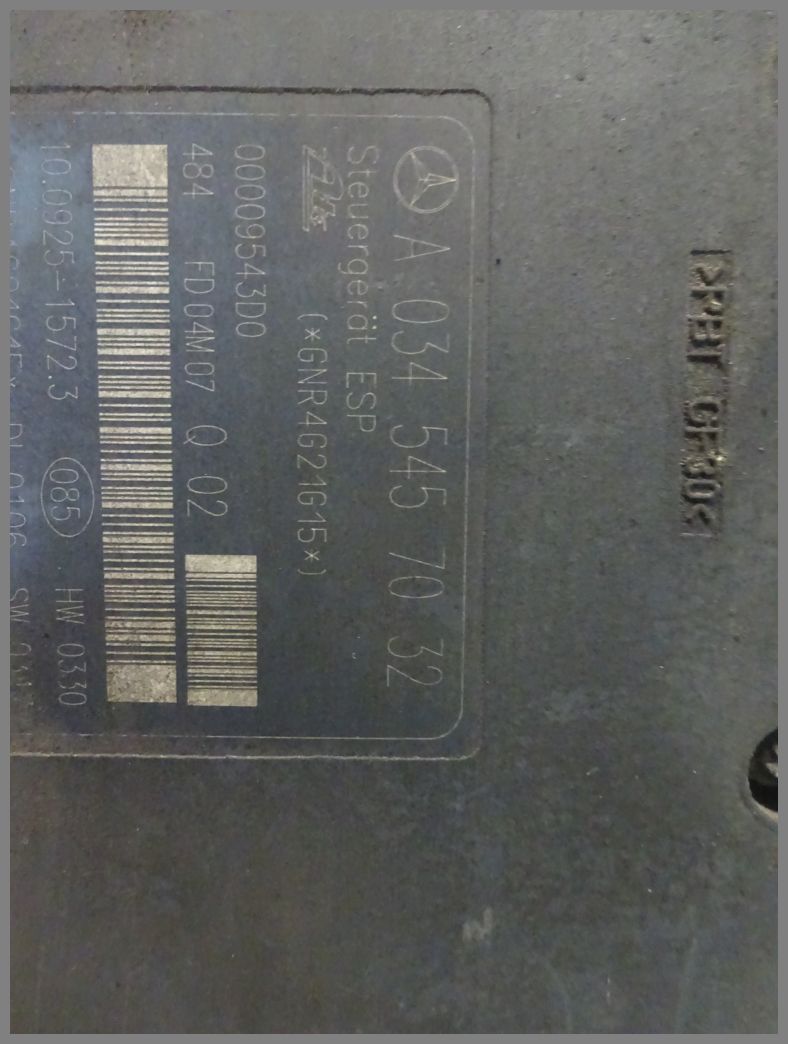 >PBT GF30<
A 034 545 70 32
Steuergerät ESP
Ate (*GNR4G21G15*)
00009543D0
484 FD04M07 Q 02
10.0925-1572.3 085 HW 0330